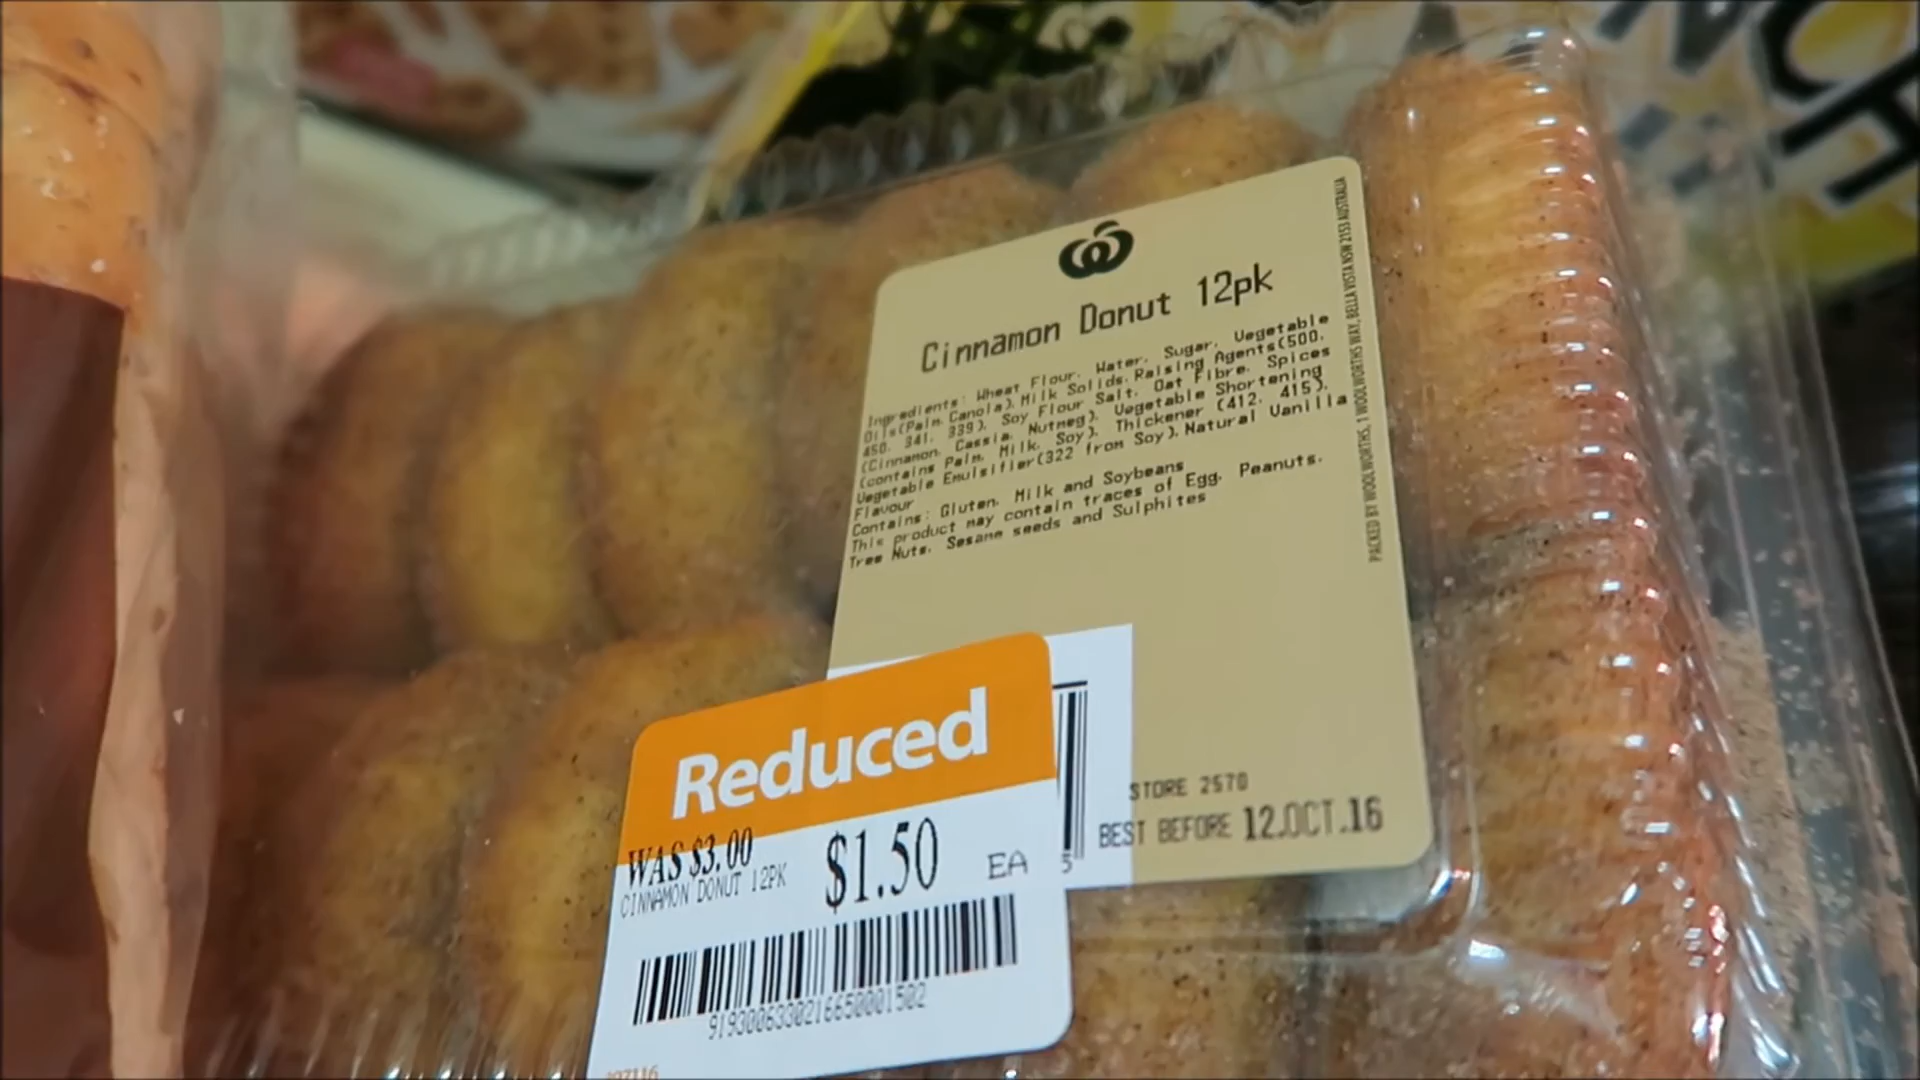 Cinnamon Donut 12pk
Ingredients: Wheat Flour, Water, Sugar, Vegetable
Oils(Palm, Canola), Milk Solids, Raising Agents(500,
450, 341, 339), Soy Flour Salt, Oat Fibre, Spices
(Cinnamon, Cassia, Nutmeg), Vegetable Shortening
(contains Palm, Milk, Soy), Thickener (412, 415),
Vegetable Emulsifier(322 from Soy), Natural Vanilla
Flavour
Contains: Gluten, Milk and Soybeans
This product may contain traces of Egg, Peanuts,
Tree Nuts, Sesame seeds and Sulphites
PACKED BY WOOLWORTHS, 1 WOOLWORTHS WAY, BELLA VISTA NSW 2153 AUSTRALIA
STORE 2570
BEST BEFORE 12.OCT.16
Reduced
WAS $3.00
CINNAMON DONUT 12PK
$1.50 EA
5